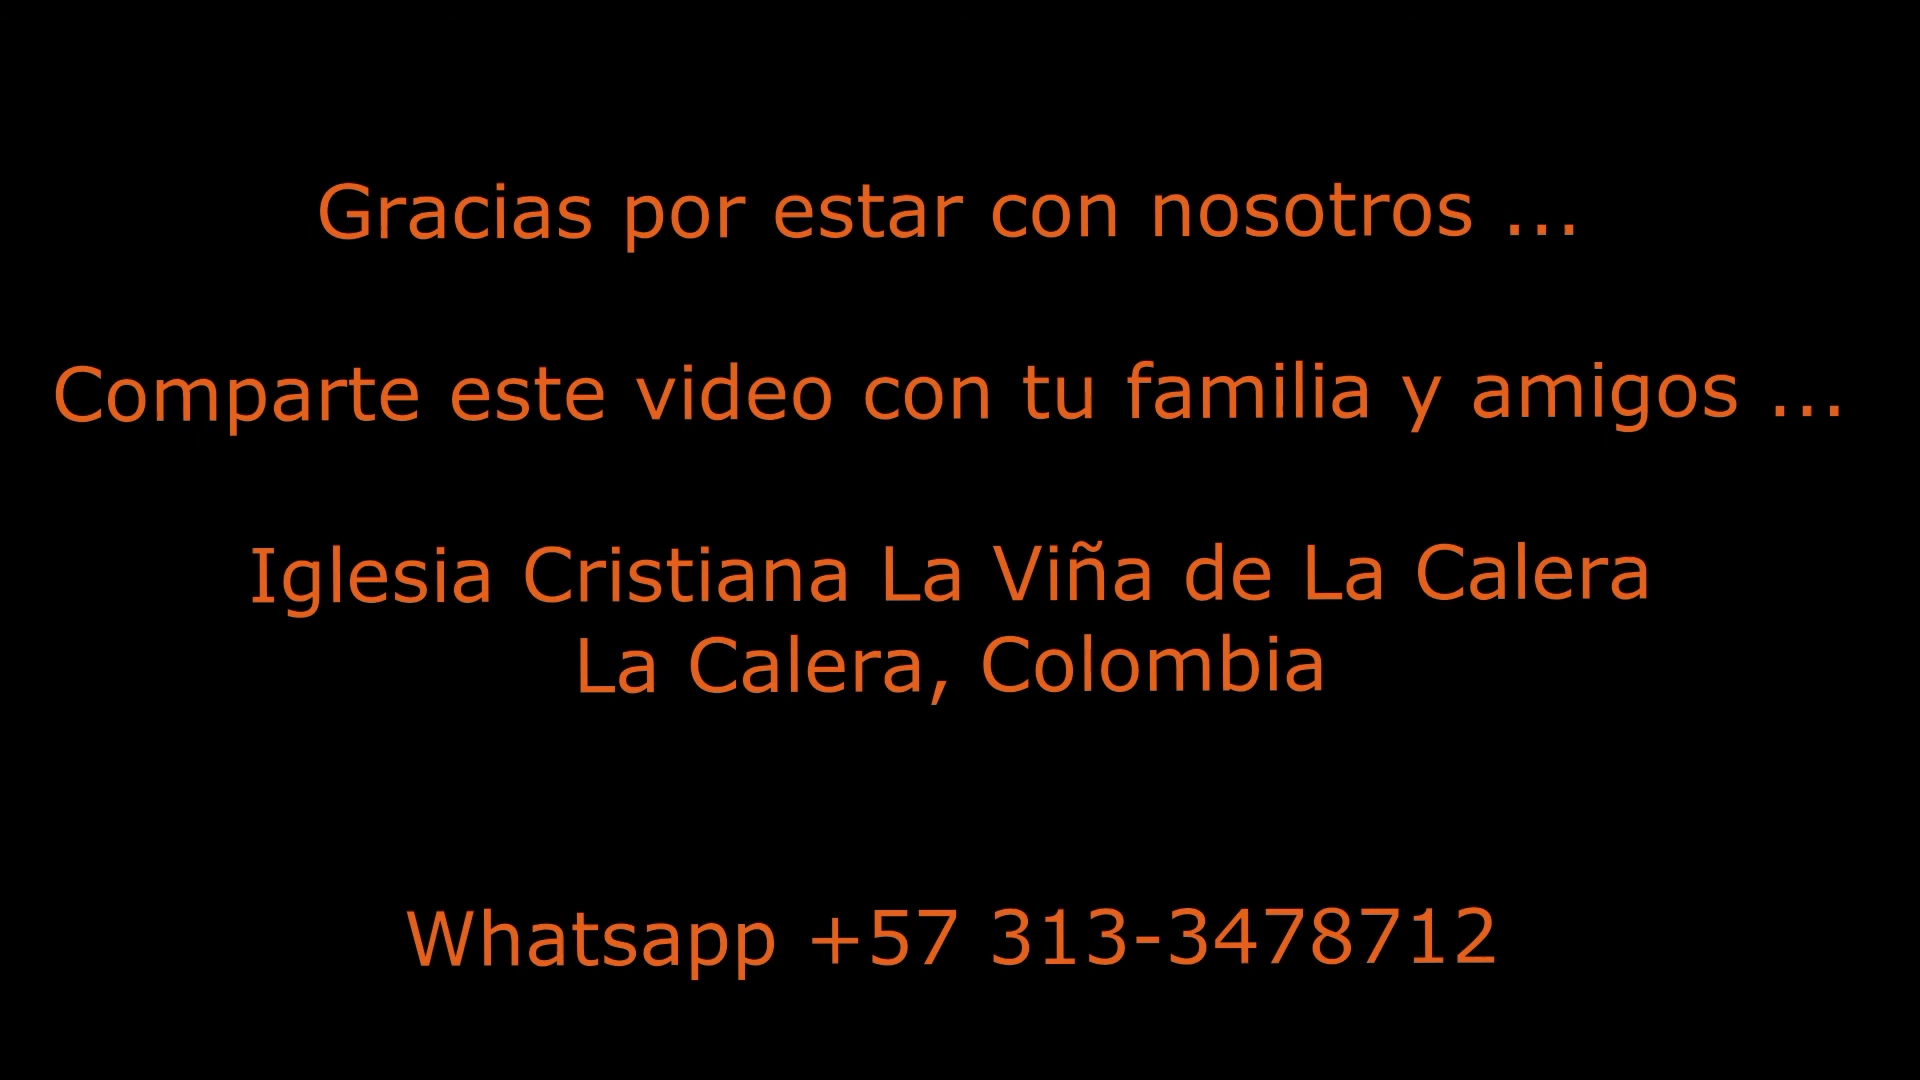 Gracias por estar con nosotros ...
Comparte este video con tu familia y amigos ...
Iglesia Cristiana La Viña de La Calera
La Calera, Colombia
Whatsapp +57 313-3478712